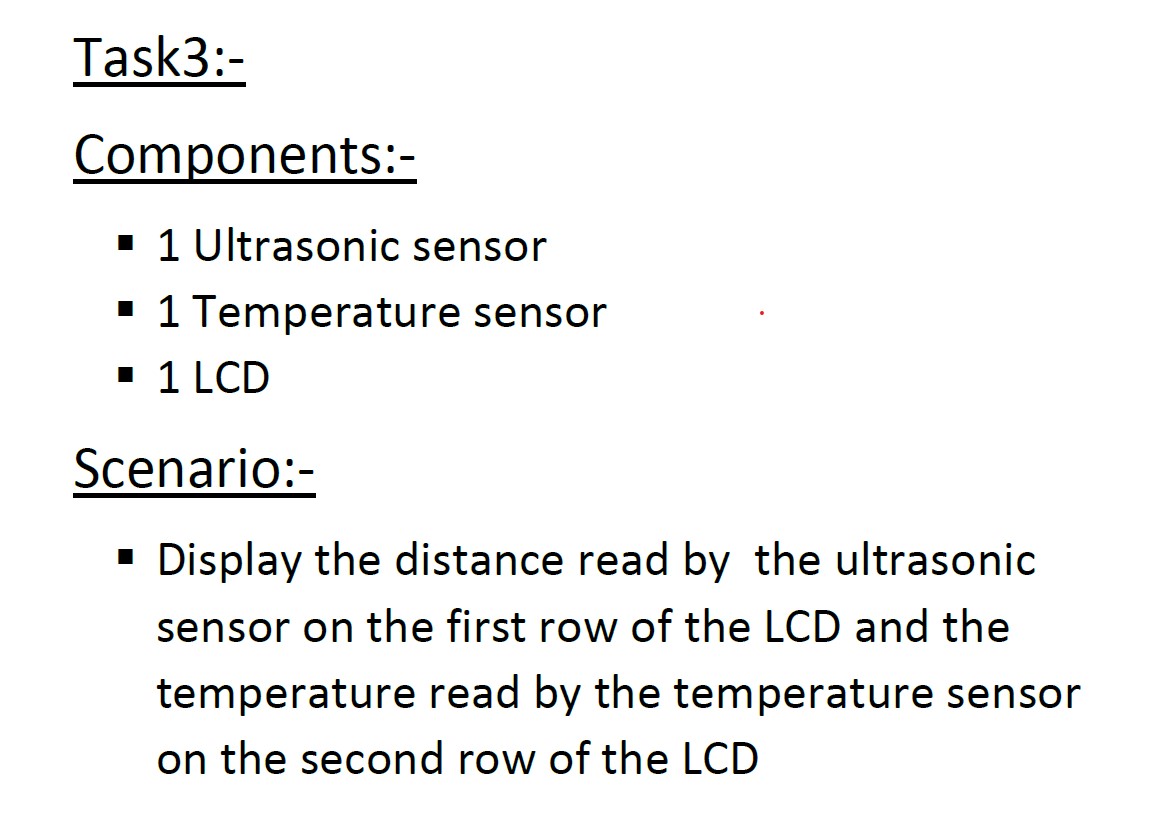 Task3:-
Components:-
▪ 1 Ultrasonic sensor
▪ 1 Temperature sensor
▪ 1 LCD
Scenario:-
▪ Display the distance read by  the ultrasonic
sensor on the first row of the LCD and the
temperature read by the temperature sensor
on the second row of the LCD